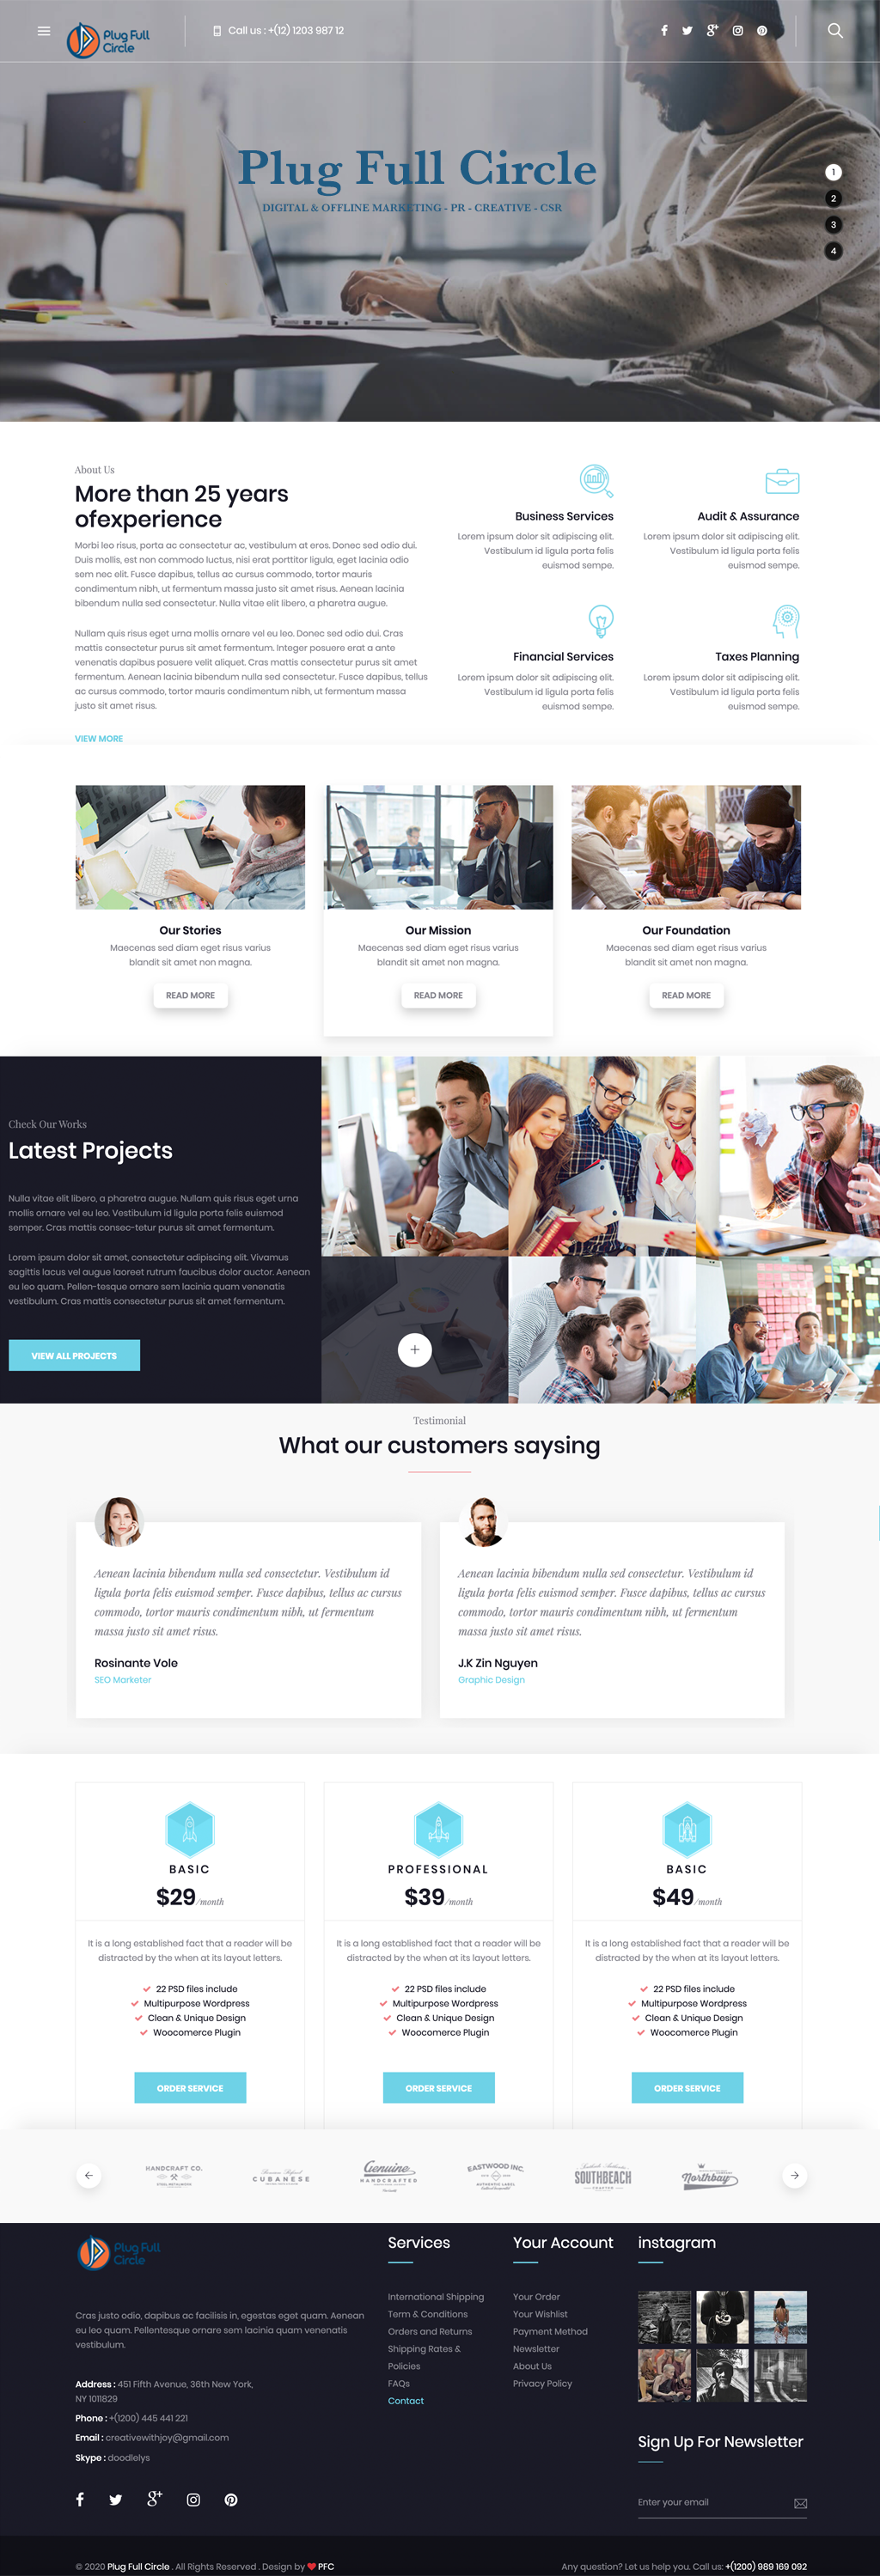 Plug Full
Circle
Call us : +(12) 1203 987 12
Plug Full Circle
DIGITAL & OFFLINE MARKETING - PR - CREATIVE - CSR
1
2
3
4
About Us
More than 25 years
ofexperience
Morbi leo risus, porta ac consectetur ac, vestibulum at eros. Donec sed odio dui.
Duis mollis, est non commodo luctus, nisi erat porttitor ligula, eget lacinia odio
sem nec elit. Fusce dapibus, tellus ac cursus commodo, tortor mauris
condimentum nibh, ut fermentum massa justo sit amet risus. Aenean lacinia
bibendum nulla sed consectetur. Nulla vitae elit libero, a pharetra augue.
Nullam quis risus eget urna mollis ornare vel eu leo. Donec sed odio dui. Cras
mattis consectetur purus sit amet fermentum. Integer posuere erat a ante
venenatis dapibus posuere velit aliquet. Cras mattis consectetur purus sit amet
fermentum. Aenean lacinia bibendum nulla sed consectetur. Fusce dapibus, tellus
ac cursus commodo, tortor mauris condimentum nibh, ut fermentum massa
justo sit amet risus.
VIEW MORE
Business Services
Lorem ipsum dolor sit adipiscing elit.
Vestibulum id ligula porta felis
euismod sempe.
Audit & Assurance
Lorem ipsum dolor sit adipiscing elit.
Vestibulum id ligula porta felis
euismod sempe.
Financial Services
Lorem ipsum dolor sit adipiscing elit.
Vestibulum id ligula porta felis
euismod sempe.
Taxes Planning
Lorem ipsum dolor sit adipiscing elit.
Vestibulum id ligula porta felis
euismod sempe.
Our Stories
Maecenas sed diam eget risus varius
blandit sit amet non magna.
READ MORE
Our Mission
Maecenas sed diam eget risus varius
blandit sit amet non magna.
READ MORE
Our Foundation
Maecenas sed diam eget risus varius
blandit sit amet non magna.
READ MORE
Check Our Works
Latest Projects
Nulla vitae elit libero, a pharetra augue. Nullam quis risus eget urna
mollis ornare vel eu leo. Vestibulum id ligula porta felis euismod
semper. Cras mattis consec-tetur purus sit amet fermentum.
Lorem ipsum dolor sit amet, consectetur adipiscing elit. Vivamus
sagittis lacus vel augue laoreet rutrum faucibus dolor auctor. Aenean
eu leo quam. Pellen-tesque ornare sem lacinia quam venenatis
vestibulum. Cras mattis consectetur purus sit amet fermentum.
VIEW ALL PROJECTS
Testimonial
What our customers saysing
Aenean lacinia bibendum nulla sed consectetur. Vestibulum id
ligula porta felis euismod semper. Fusce dapibus, tellus ac cursus
commodo, tortor mauris condimentum nibh, ut fermentum
massa justo sit amet risus.
Rosinante Vole
SEO Marketer
Aenean lacinia bibendum nulla sed consectetur. Vestibulum id
ligula porta felis euismod semper. Fusce dapibus, tellus ac cursus
commodo, tortor mauris condimentum nibh, ut fermentum
massa justo sit amet risus.
J.K Zin Nguyen
Graphic Design
BASIC
$29/month
It is a long established fact that a reader will be
distracted by the when at its layout letters.
22 PSD files include
Multipurpose Wordpress
Clean & Unique Design
Woocomerce Plugin
ORDER SERVICE
PROFESSIONAL
$39/month
It is a long established fact that a reader will be
distracted by the when at its layout letters.
22 PSD files include
Multipurpose Wordpress
Clean & Unique Design
Woocomerce Plugin
ORDER SERVICE
BASIC
$49/month
It is a long established fact that a reader will be
distracted by the when at its layout letters.
22 PSD files include
Multipurpose Wordpress
Clean & Unique Design
Woocomerce Plugin
ORDER SERVICE
HANDCRAFT CO.
CUBANESE
Genuine
HANDCRAFTED
EASTWOOD INC.
SOUTHBEACH
Northbay
Plug Full
Circle
Cras justo odio, dapibus ac facilisis in, egestas eget quam. Aenean
eu leo quam. Pellentesque ornare sem lacinia quam venenatis
vestibulum.
Address : 451 Fifth Avenue, 36th New York,
NY 1011829
Phone : +(1200) 445 441 221
Email : creativewithjoy@gmail.com
Skype : doodlelys
Services
International Shipping
Term & Conditions
Orders and Returns
Shipping Rates &
Policies
FAQs
Contact
Your Account
Your Order
Your Wishlist
Payment Method
Newsletter
About Us
Privacy Policy
instagram
Sign Up For Newsletter
Enter your email
© 2020 Plug Full Circle . All Rights Reserved . Design by PFC
Any question? Let us help you. Call us: +(1200) 989 169 092